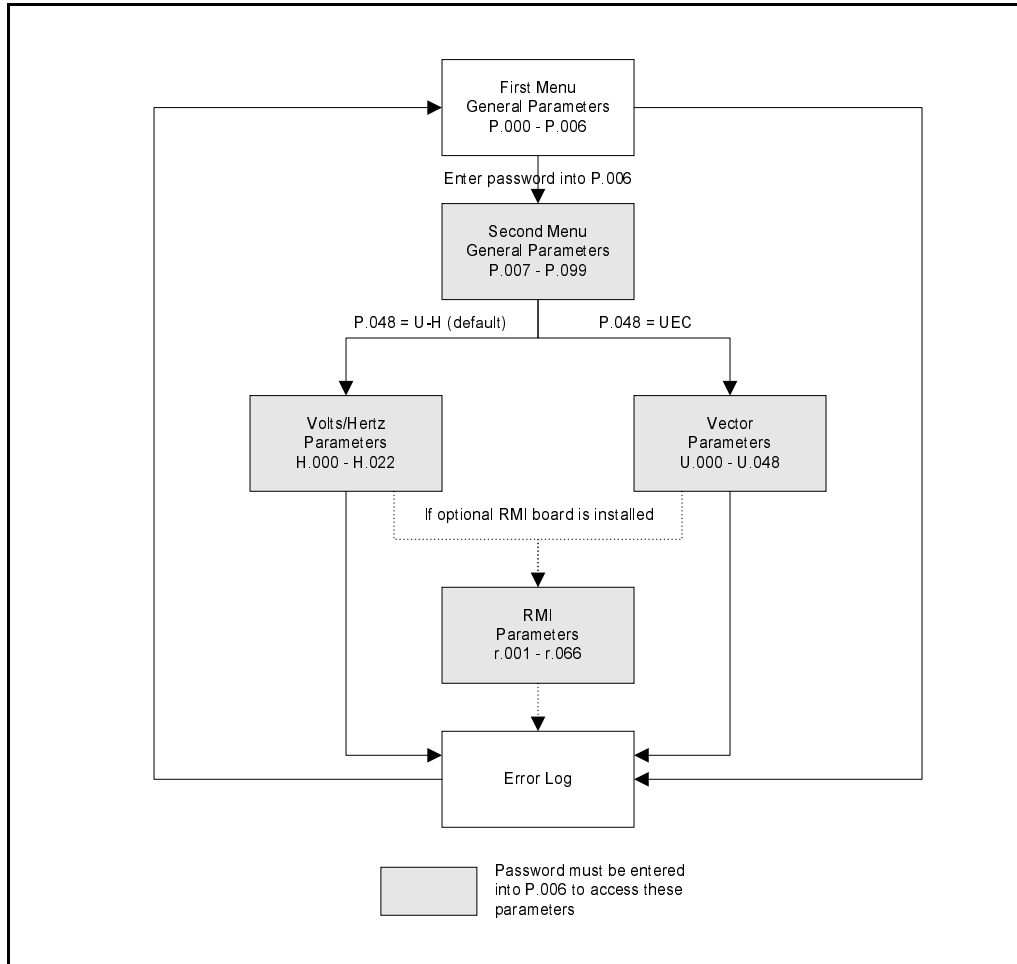 First Menu
General Parameters
P.000 - P.006
Enter password into P.006
Second Menu
General Parameters
P.007 - P.099
P.048 = U-H (default)
P.048 = UEC
Volts/Hertz
Parameters
H.000 - H.022
Vector
Parameters
U.000 - U.048
If optional RMI board is installed
RMI
Parameters
r.001 - r.066
Error Log
Password must be entered
into P.006 to access these
parameters